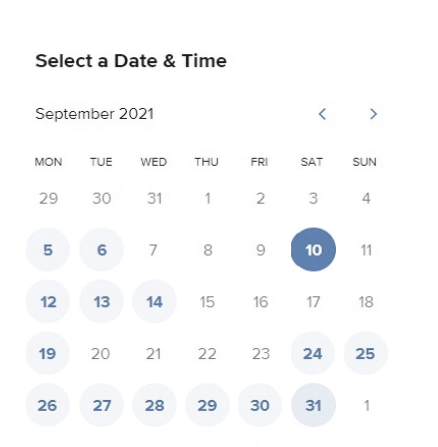 Select a Date & Time
September 2021
MON TUE WED THU FRI SAT SUN
29 30 31 1 2 3 4
5 6 7 8 9 10 11
12 13 14 15 16 17 18
19 20 21 22 23 24 25
26 27 28 29 30 31 1